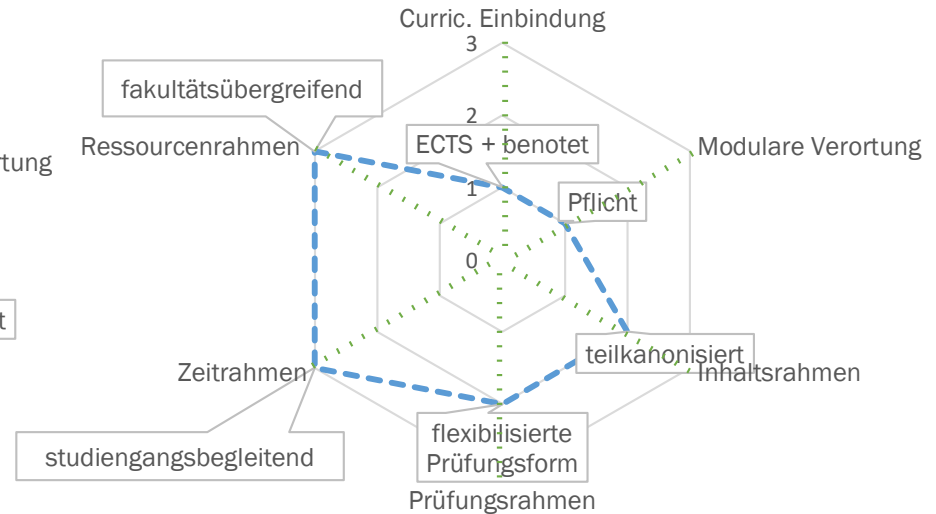 Curric. Einbindung
3
fakultätsübergreifend
2
Ressourcenrahmen
ECTS + benotet
Modulare Verortung
rtung
1
Pflicht
0
t
teilkanonisiert
Zeitrahmen
Inhaltsrahmen
flexibilisierte
Prüfungsform
studiengangsbegleitend
Prüfungsrahmen